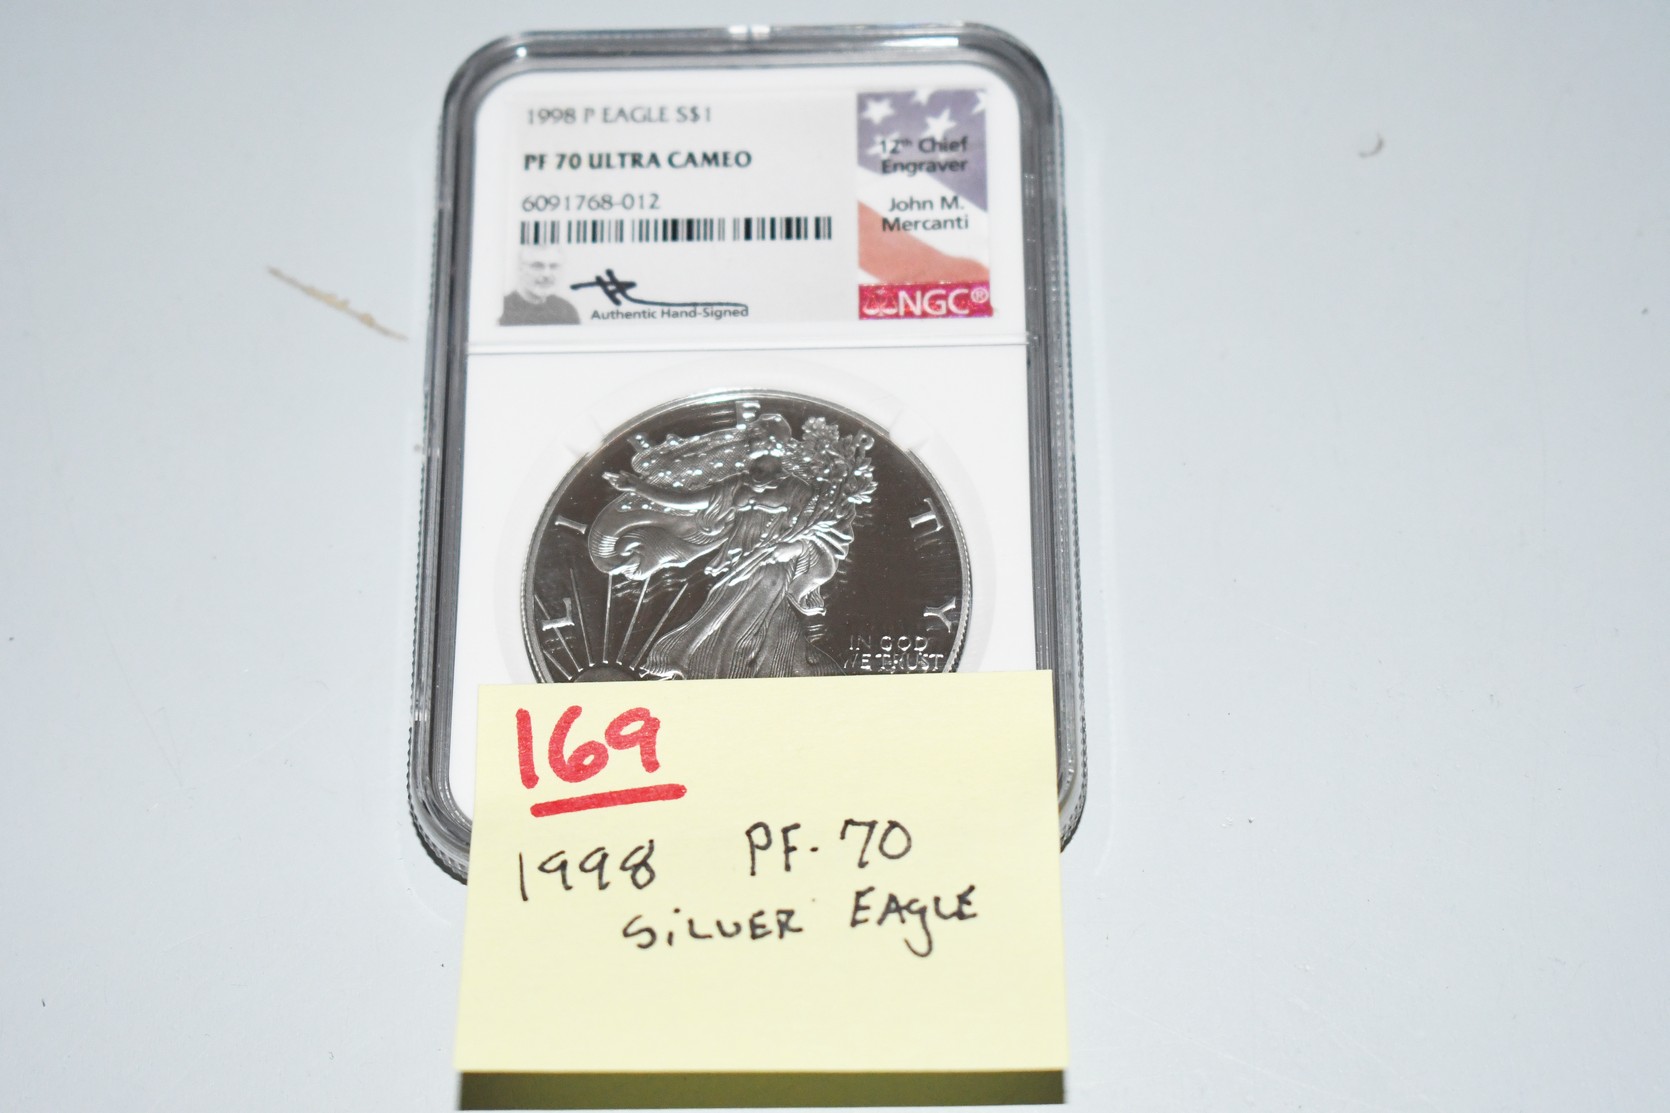 1998 P EAGLE S$1
PF 70 ULTRA CAMEO
6091768-012
Authentic Hand-Signed
12th Chief
Engraver
John M.
Mercanti
NGC®
LIBERTY
IN GOD
WE TRUST
169
1998 PF-70
SILVER EAGLE